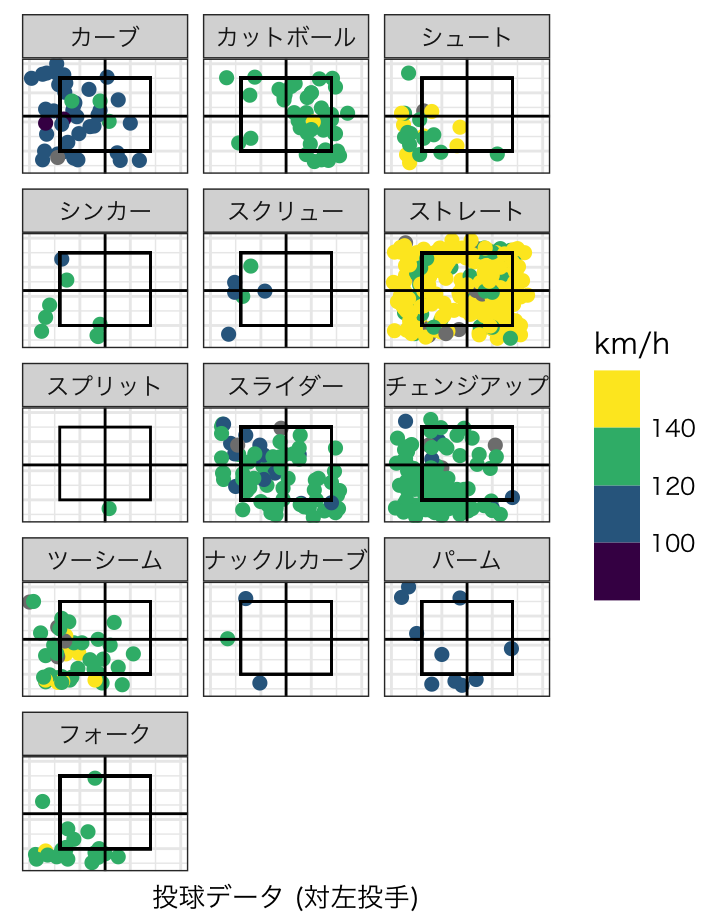 カーブ
カットボール
シュート
シンカー
スクリュー
ストレート
スプリット
スライダー
チェンジアップ
ツーシーム
ナックルカーブ
パーム
フォーク
km/h
140
120
100
投球データ (対左投手)